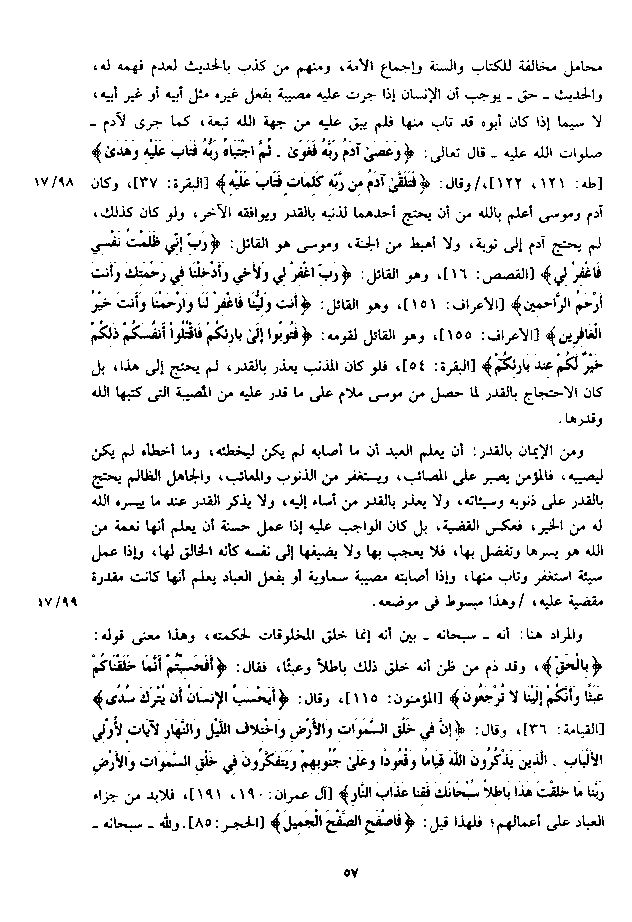 محامل مخالفة للكتاب والسنة وإجماع الأمة، ومنهم من كذب بالحديث لعدم فهمه له،
والحديث ـ حق ـ يوجب أن الإنسان إذا جرت عليه مصيبة بفعل غيره مثل أبيه أو غير أبيه،
لا سيما إذا كان أبوه قد تاب منها فلم يبق عليه من جهة الله تبعة، كما جرى لآدم ـ
صلوات الله عليه ـ قال تعالى: ﴿وَعَصَىٰ آدَمُ رَبَّهُ فَغَوَىٰ . ثُمَّ اجْتَبَاهُ رَبُّهُ فَتَابَ عَلَيْهِ وَهَدَىٰ﴾
[طه: ١٢١، ١٢٢]،/وقال: ﴿فَتَلَقَّىٰ آدَمُ مِن رَّبِّهِ كَلِمَاتٍ فَتَابَ عَلَيْهِ﴾ [البقرة: ٣٧]، وكان ١٧/٩٨
آدم وموسى أعلم بالله من أن يحتج أحدهما لذنبه بالقدر ويوافقه الآخر، ولو كان كذلك،
لم يحتج آدم إلى توبة، ولا أهبط من الجنة، وموسى هو القائل: ﴿رَبِّ إِنِّي ظَلَمْتُ نَفْسِي
فَاغْفِرْ لِي﴾ [القصص: ١٦]، وهو القائل: ﴿رَبِّ اغْفِرْ لِي وَلأَخِي وَأَدْخِلْنَا فِي رَحْمَتِكَ وَأَنتَ
أَرْحَمُ الرَّاحِمِينَ﴾ [الأعراف: ١٥١]، وهو القائل: ﴿أَنتَ وَلِيُّنَا فَاغْفِرْ لَنَا وَارْحَمْنَا وَأَنتَ خَيْرُ
الْغَافِرِينَ﴾ [الأعراف: ١٥٥]، وهو القائل لقومه: ﴿فَتُوبُوا إِلَىٰ بَارِئِكُمْ فَاقْتُلُوا أَنفُسَكُمْ ذَلِكُمْ
خَيْرٌ لَّكُمْ عِندَ بَارِئِكُمْ﴾ [البقرة: ٥٤]، فلو كان المذنب يعذر بالقدر، لم يحتج إلى هذا، بل
كان الاحتجاج بالقدر لما حصل من موسى ملام على ما قدر عليه من المصيبة التى كتبها الله
وقدرها.
ومن الإيمان بالقدر: أن يعلم العبد أن ما أصابه لم يكن ليخطئه، وما أخطأه لم يكن
ليصيبه، فالمؤمن يصبر على المصائب، ويستغفر من الذنوب والمعائب، والجاهل الظالم يحتج
بالقدر على ذنوبه وسيئاته، ولا يعذر بالقدر من أساء إليه، ولا يذكر القدر عند ما ييسره الله
له من الخير، فعكس القضية، بل كان الواجب عليه إذا عمل حسنة أن يعلم أنها نعمة من
الله هو يسرها وتفضل بها، فلا يعجب بها ولا يضيفها إلى نفسه كأنه الخالق لها، وإذا عمل
سيئة استغفر وتاب منها، وإذا أصابته مصيبة سماوية أو بفعل العباد يعلم أنها كانت مقدرة
مقضية عليه، /وهذا مبسوط فى موضعه. ١٧/٩٩
والمراد هنا: أنه ـ سبحانه ـ بين أنه إنما خلق المخلوقات لحكمته، وهذا معنى قوله:
﴿بِالْحَقِّ﴾، وقد ذم من ظن أنه خلق ذلك باطلاً وعبثًا، فقال: ﴿أَفَحَسِبْتُمْ أَنَّمَا خَلَقْنَاكُمْ
عَبَثًا وَأَنَّكُمْ إِلَيْنَا لا تُرْجَعُونَ﴾ [المؤمنون: ١١٥]، وقال: ﴿أَيَحْسَبُ الإِنسَانُ أَن يُتْرَكَ سُدًى﴾
[القيامة: ٣٦]، وقال: ﴿إِنَّ فِي خَلْقِ السَّمَوَاتِ وَالأَرْضِ وَاخْتِلافِ اللَّيْلِ وَالنَّهَارِ لآيَاتٍ لأُوْلِي
الأَلْبَابِ . الَّذِينَ يَذْكُرُونَ اللَّهَ قِيَامًا وَقُعُودًا وَعَلَىٰ جُنُوبِهِمْ وَيَتَفَكَّرُونَ فِي خَلْقِ السَّمَوَاتِ وَالأَرْضِ
رَبَّنَا مَا خَلَقْتَ هَذَا بَاطِلاً سُبْحَانَكَ فَقِنَا عَذَابَ النَّارِ﴾ [آل عمران: ١٩٠، ١٩١]، فلابد من جزاء
العباد على أعمالهم؛ فلهذا قيل: ﴿فَاصْفَحِ الصَّفْحَ الْجَمِيلَ﴾ [الحجر: ٨٥]. ولله ـ سبحانه ـ
٥٧